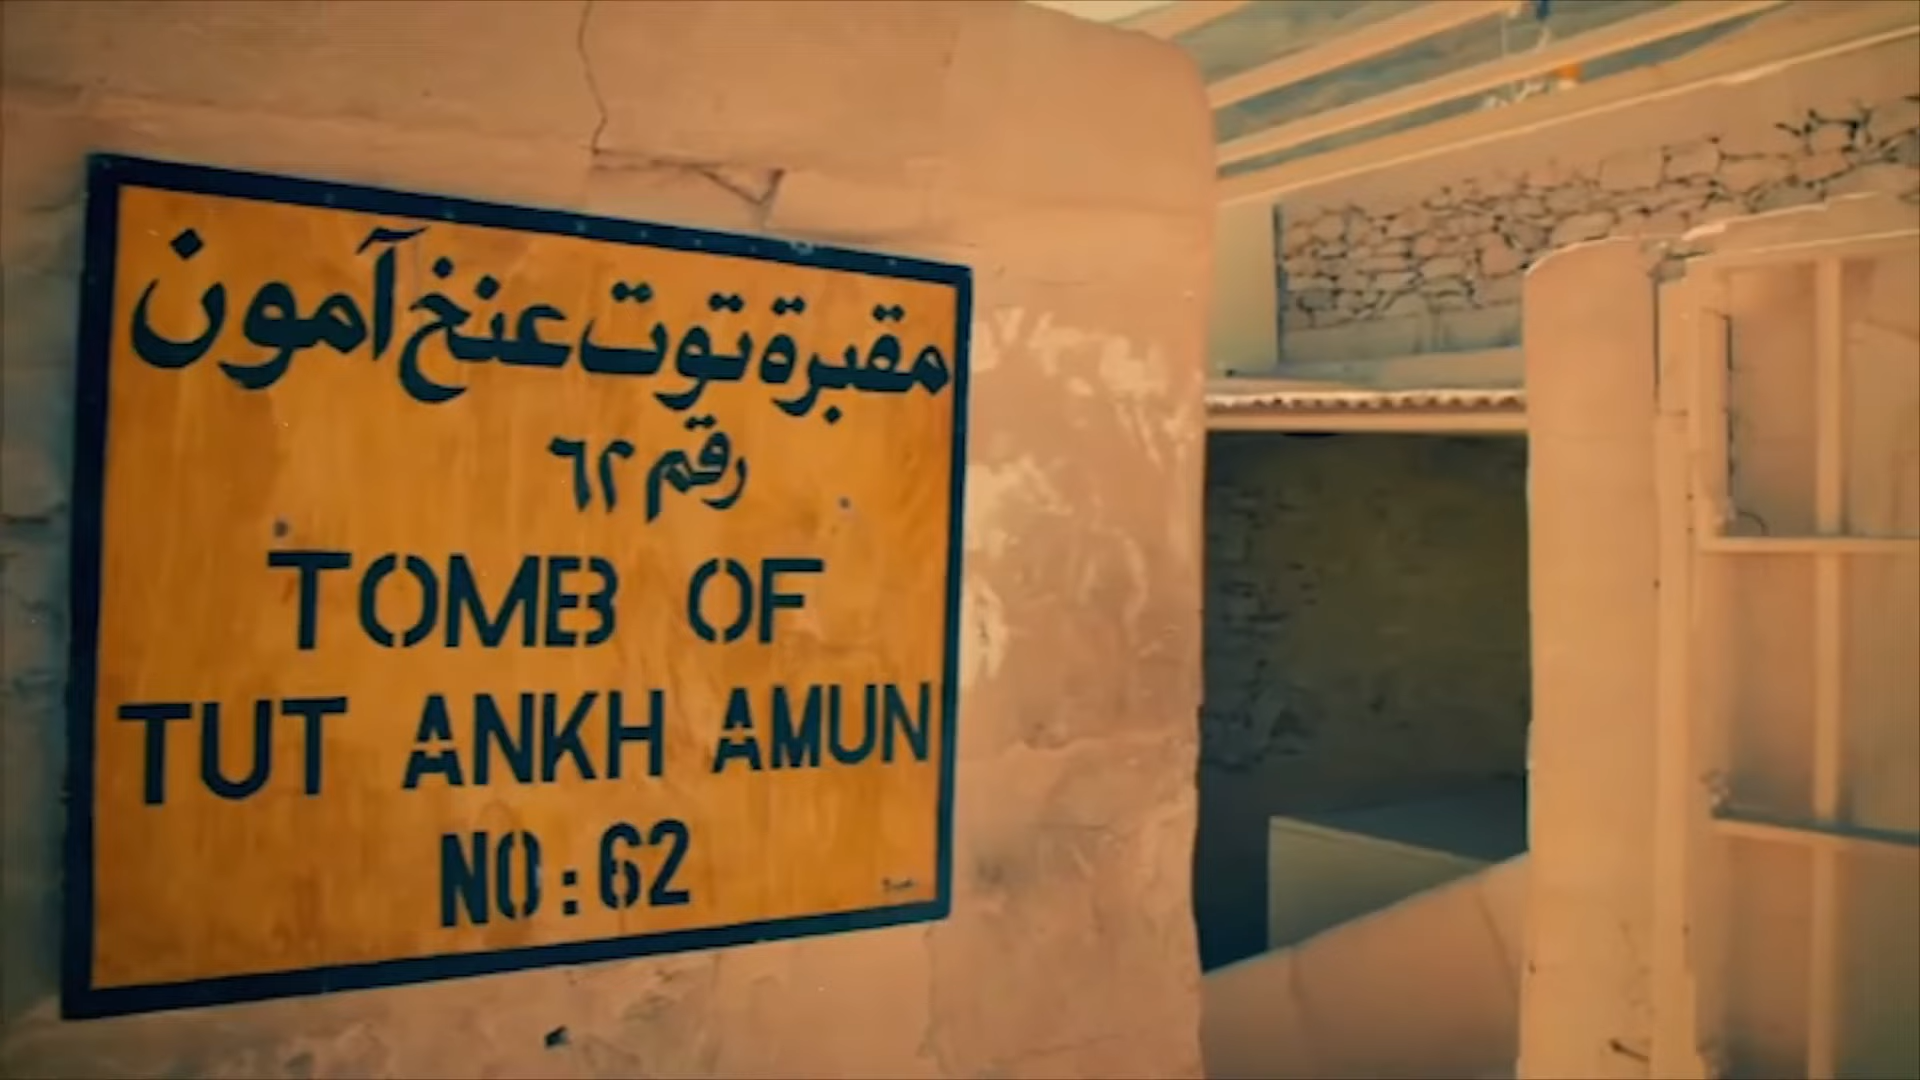 مقبرة توت عنخ آمون
رقم ٦٢
TOMB OF
TUT ANKH AMUN
NO:62